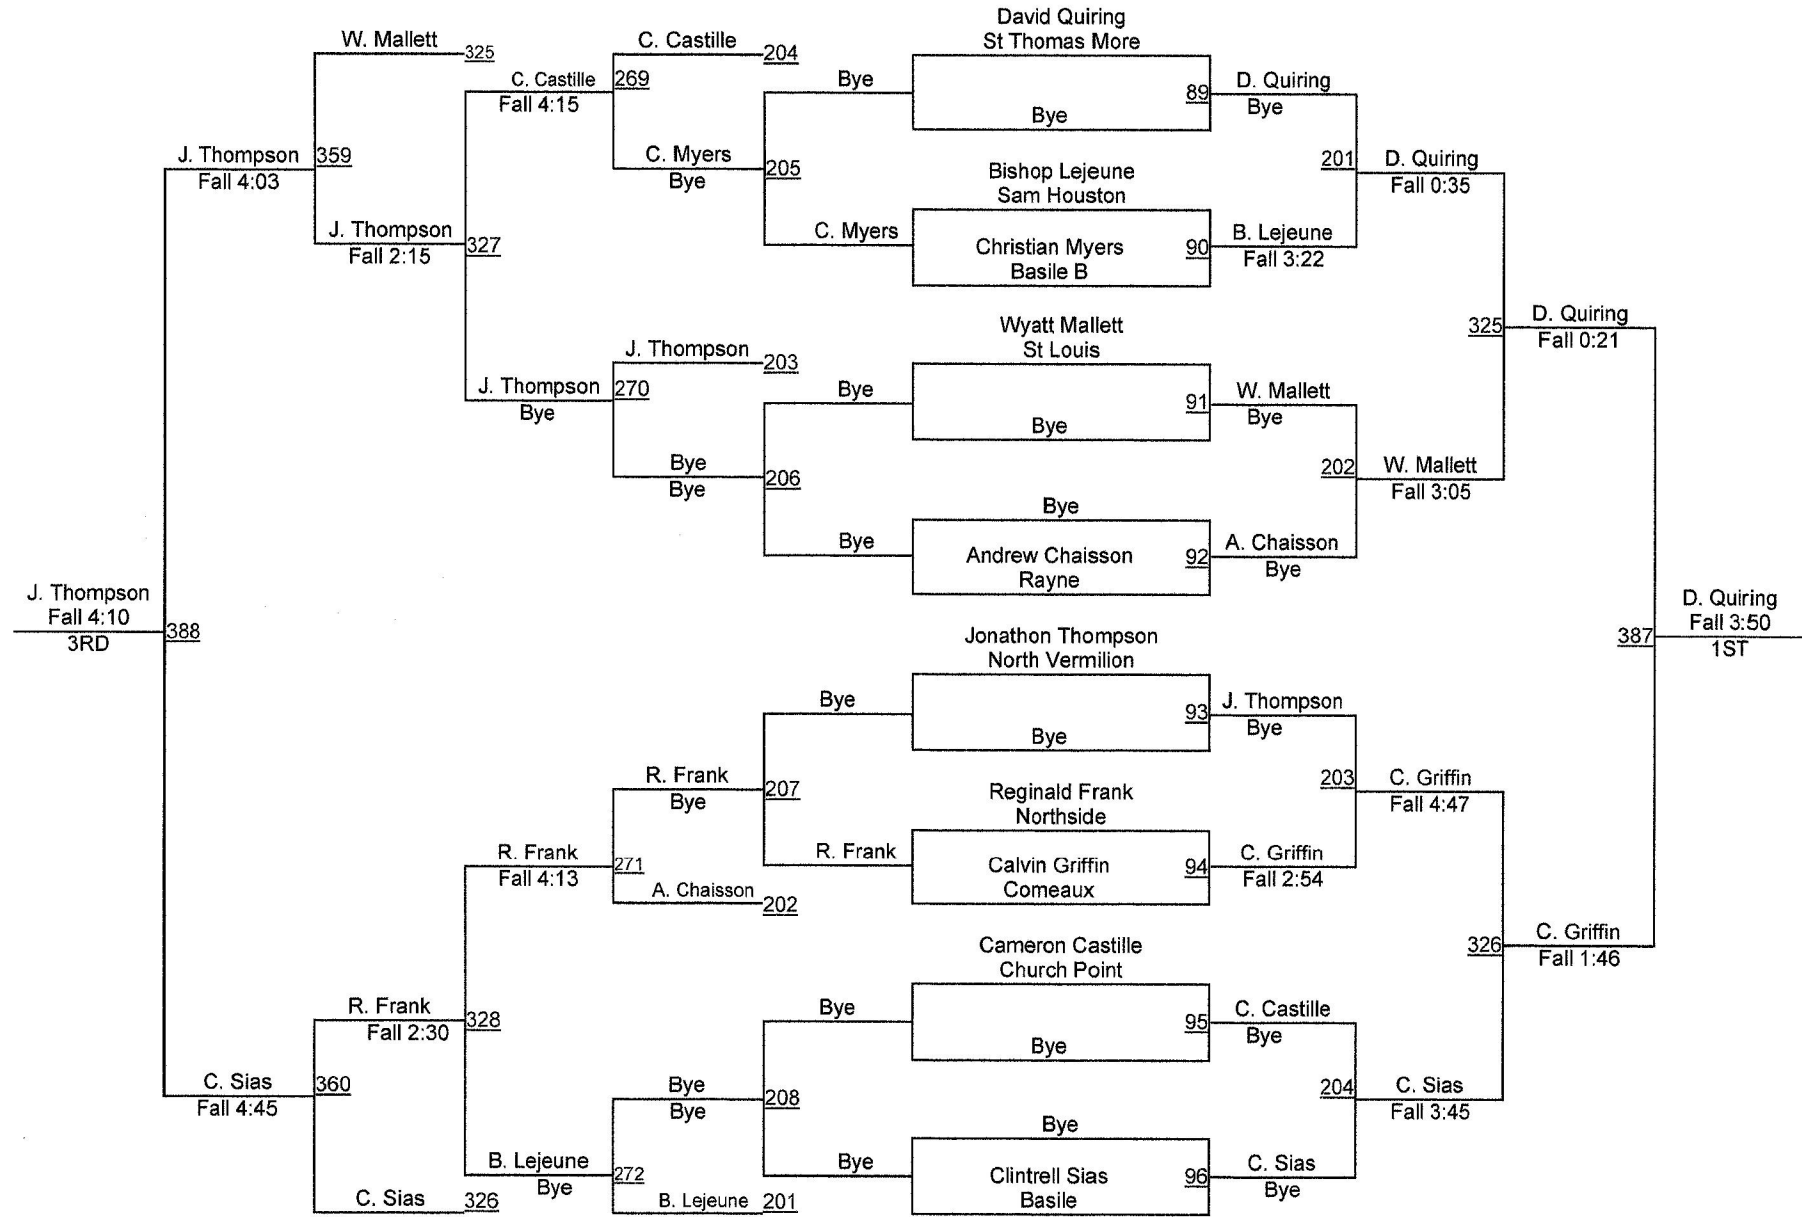 David Quiring
St Thomas More
W. Mallett
325
C. Castille
204
C. Castille
269
Fall 4:15
Bye
89
D. Quiring
Bye
Bye
J. Thompson
359
Fall 4:03
C. Myers
205
Bye
201
D. Quiring
Fall 0:35
Bishop Lejeune
Sam Houston
J. Thompson
327
Fall 2:15
C. Myers
Christian Myers
Basile B
90
B. Lejeune
Fall 3:22
325
D. Quiring
Fall 0:21
Wyatt Mallett
St Louis
J. Thompson
203
J. Thompson
270
Bye
Bye
91
W. Mallett
Bye
Bye
Bye
206
Bye
202
W. Mallett
Fall 3:05
Bye
Bye
Andrew Chaisson
Rayne
92
A. Chaisson
Bye
J. Thompson
Fall 4:10
388
3RD
387
D. Quiring
Fall 3:50
1ST
Jonathon Thompson
North Vermilion
Bye
93
J. Thompson
Bye
Bye
R. Frank
207
Bye
203
C. Griffin
Fall 4:47
Reginald Frank
Northside
R. Frank
271
Fall 4:13
R. Frank
Calvin Griffin
Comeaux
94
C. Griffin
Fall 2:54
A. Chaisson
202
326
C. Griffin
Fall 1:46
Cameron Castille
Church Point
R. Frank
328
Fall 2:30
Bye
95
C. Castille
Bye
Bye
C. Sias
360
Fall 4:45
Bye
208
Bye
204
C. Sias
Fall 3:45
Bye
B. Lejeune
272
Bye
Bye
Clintrell Sias
Basile
96
C. Sias
Bye
C. Sias
326
B. Lejeune
201